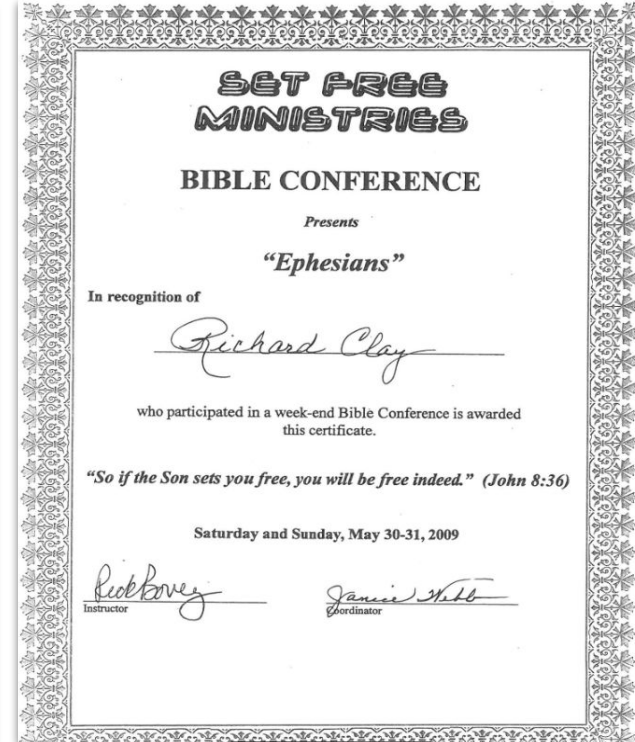 SET FREE
MINISTRIES
BIBLE CONFERENCE
Presents
“Ephesians”
In recognition of
Richard Clay
who participated in a week-end Bible Conference is awarded
this certificate.
“So if the Son sets you free, you will be free indeed.” (John 8:36)
Saturday and Sunday, May 30-31, 2009
Janice Webb
Instructor
Coordinator